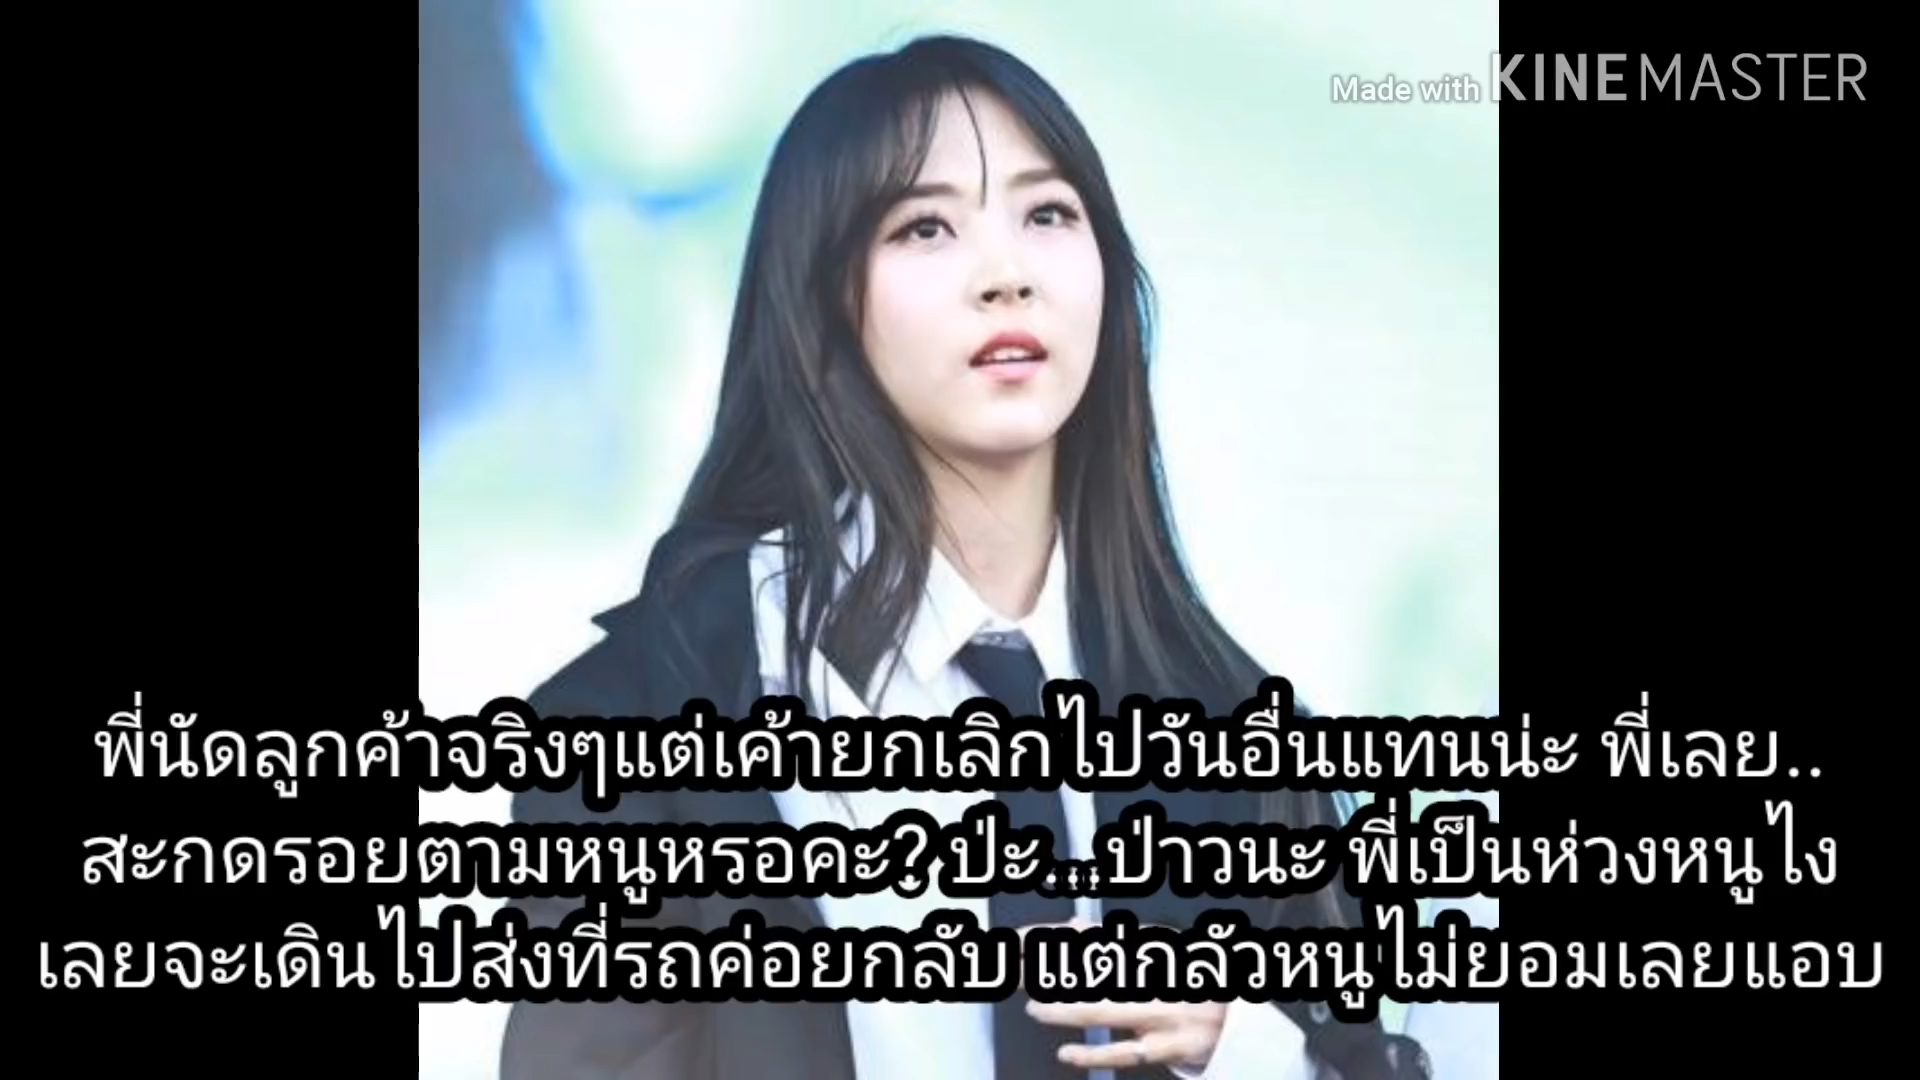 Made with KINEMASTER
พี่นัดลูกค้าจริงๆแต่เค้ายกเลิกไปวันอื่นแทนน่ะ พี่เลย..
สะกดรอยตามหนูหรอคะ? ป่ะ...ป่าวนะ พี่เป็นห่วงหนูไง
เลยจะเดินไปส่งที่รถค่อยกลับ แต่กลัวหนูไม่ยอมเลยแอบ